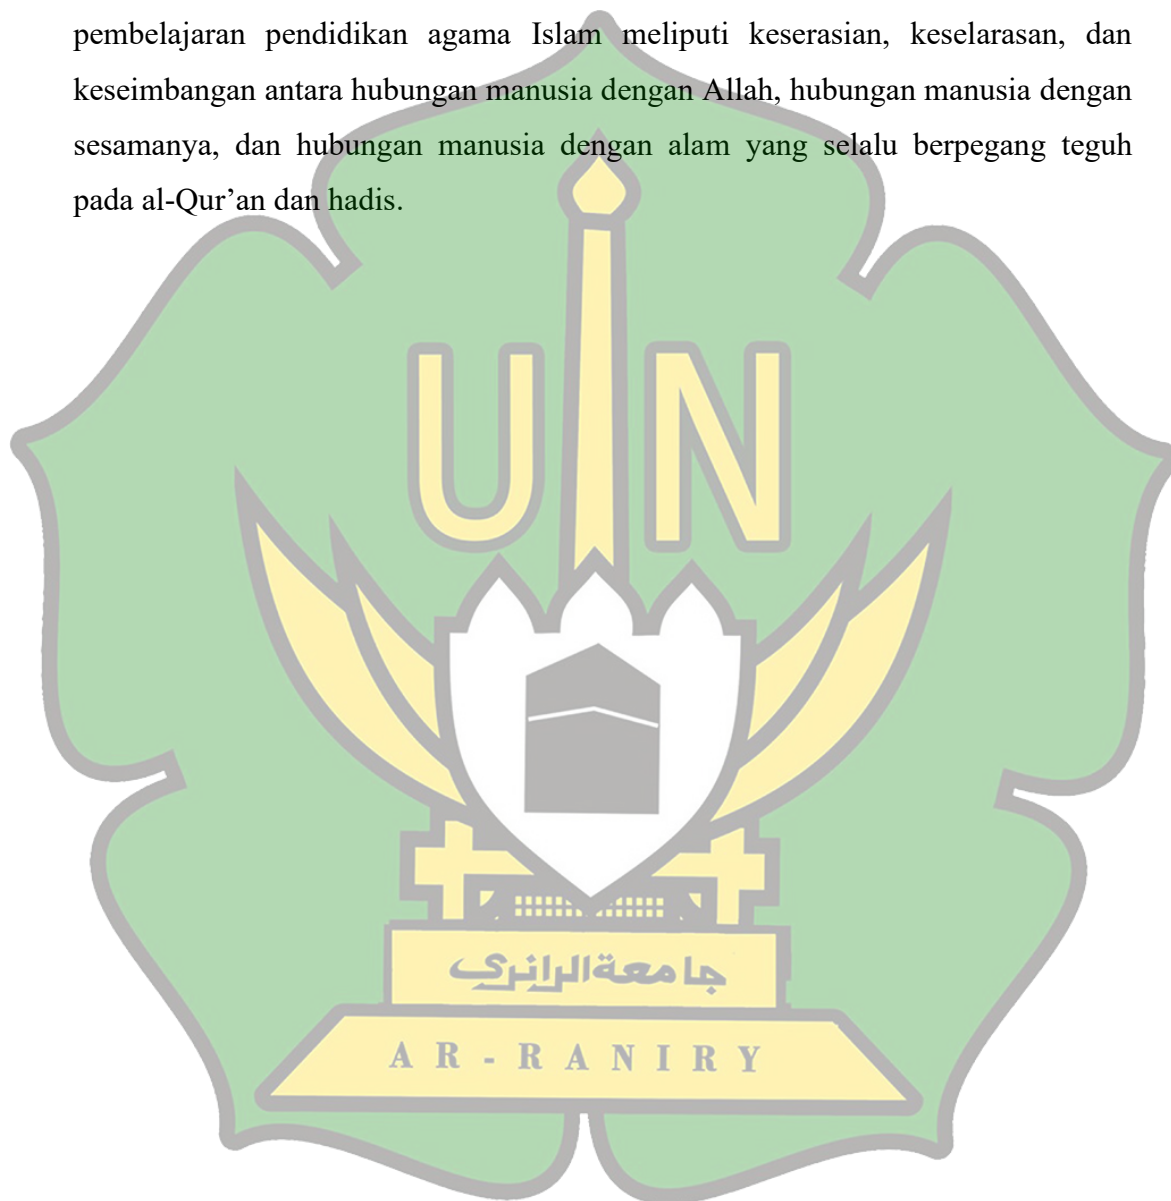 pembelajaran pendidikan agama Islam meliputi keserasian, keselarasan, dan
keseimbangan antara hubungan manusia dengan Allah, hubungan manusia dengan
sesamanya, dan hubungan manusia dengan alam yang selalu berpegang teguh
pada al-Qur’an dan hadis.
U N
جامعة الرانري
AR-RANIRY